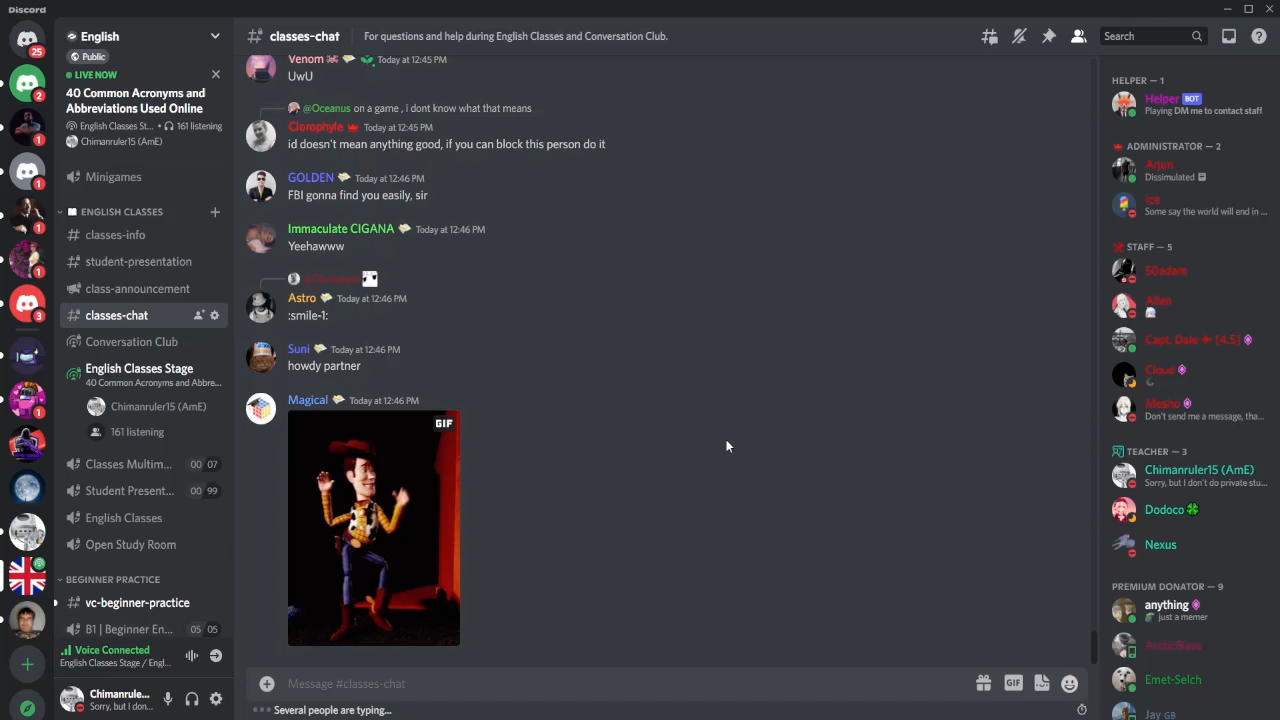 Discord
25
2
1
1
1
1
3
1
English
Public
LIVE NOW
40 Common Acronyms and
Abbreviations Used Online
English Classes St... • 161 listening
Chimanruler15 (AmE)
Minigames
ENGLISH CLASSES
classes-info
student-presentation
class-announcement
classes-chat
Conversation Club
English Classes Stage
40 Common Acronyms and Abbre...
Chimanruler15 (AmE)
161 listening
Classes Multim... 00 07
Student Present... 00 99
English Classes
Open Study Room
BEGINNER PRACTICE
vc-beginner-practice
B1 | Beginner En... 05 05
Voice Connected
English Classes Stage / Engl...
Chimanrule...
Sorry, but I don...
classes-chat
For questions and help during English Classes and Conversation Club.
Search
Venom Today at 12:45 PM
UwU
@Oceanus on a game , i dont know what that means
Clorophyle Today at 12:45 PM
id doesn't mean anything good, if you can block this person do it
GOLDEN Today at 12:46 PM
FBI gonna find you easily, sir
Immaculate CIGANA Today at 12:46 PM
Yeehawww
Astro Today at 12:46 PM
:smile-1:
Suni Today at 12:46 PM
howdy partner
Magical Today at 12:46 PM
GIF
Message #classes-chat
GIF
Several people are typing...
HELPER — 1
Helper BOT
Playing DM me to contact staff
ADMINISTRATOR — 2
Arjun
Dissimulated
Ice
Some say the world will end in ...
STAFF — 5
50adam
Allen
Capt. Dale ✈ [4.5]
Cloud
Mesho
Don't send me a message, tha...
TEACHER — 3
Chimanruler15 (AmE)
Sorry, but I don't do private stu...
Dodoco
Nexus
PREMIUM DONATOR — 9
anything
just a memer
ArcticBlass
Emet-Selch
Jay GB